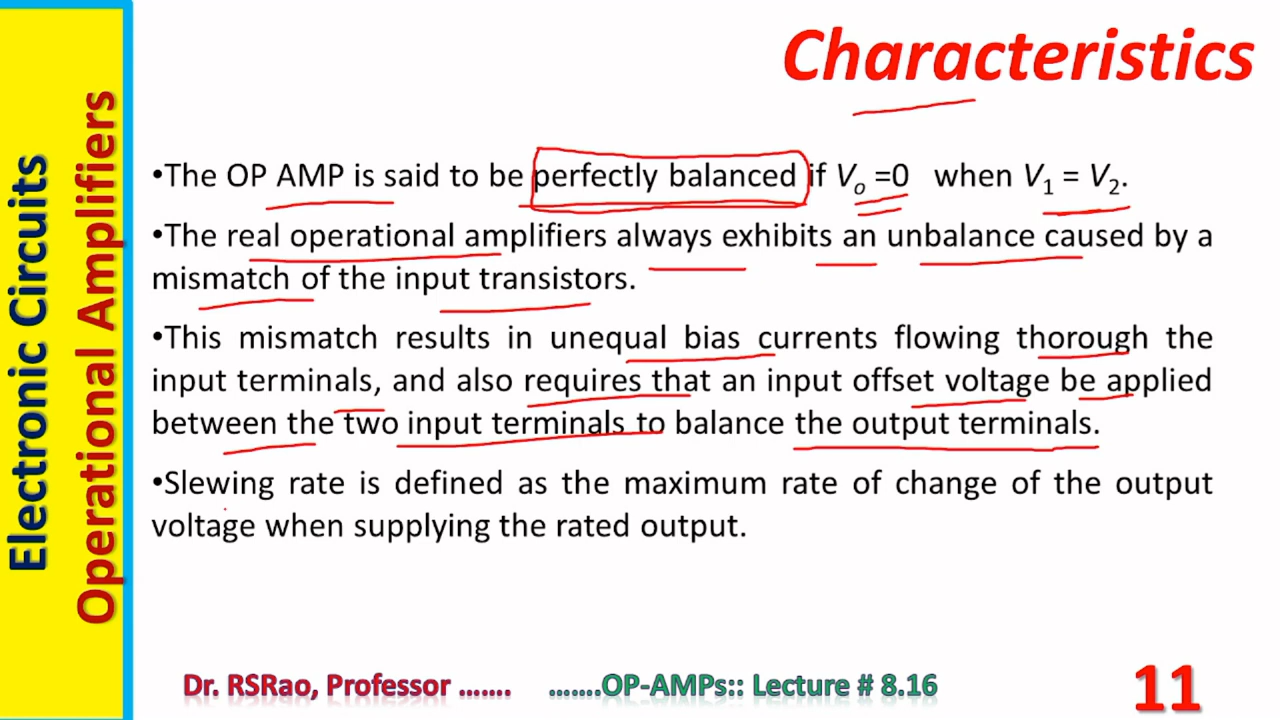 Characteristics
Electronic Circuits
Operational Amplifiers
•The OP AMP is said to be perfectly balanced if Vo =0 when V1 = V2.
•The real operational amplifiers always exhibits an unbalance caused by a
mismatch of the input transistors.
•This mismatch results in unequal bias currents flowing thorough the
input terminals, and also requires that an input offset voltage be applied
between the two input terminals to balance the output terminals.
•Slewing rate is defined as the maximum rate of change of the output
voltage when supplying the rated output.
Dr. RSRao, Professor ....... .......OP-AMPs:: Lecture # 8.16
11